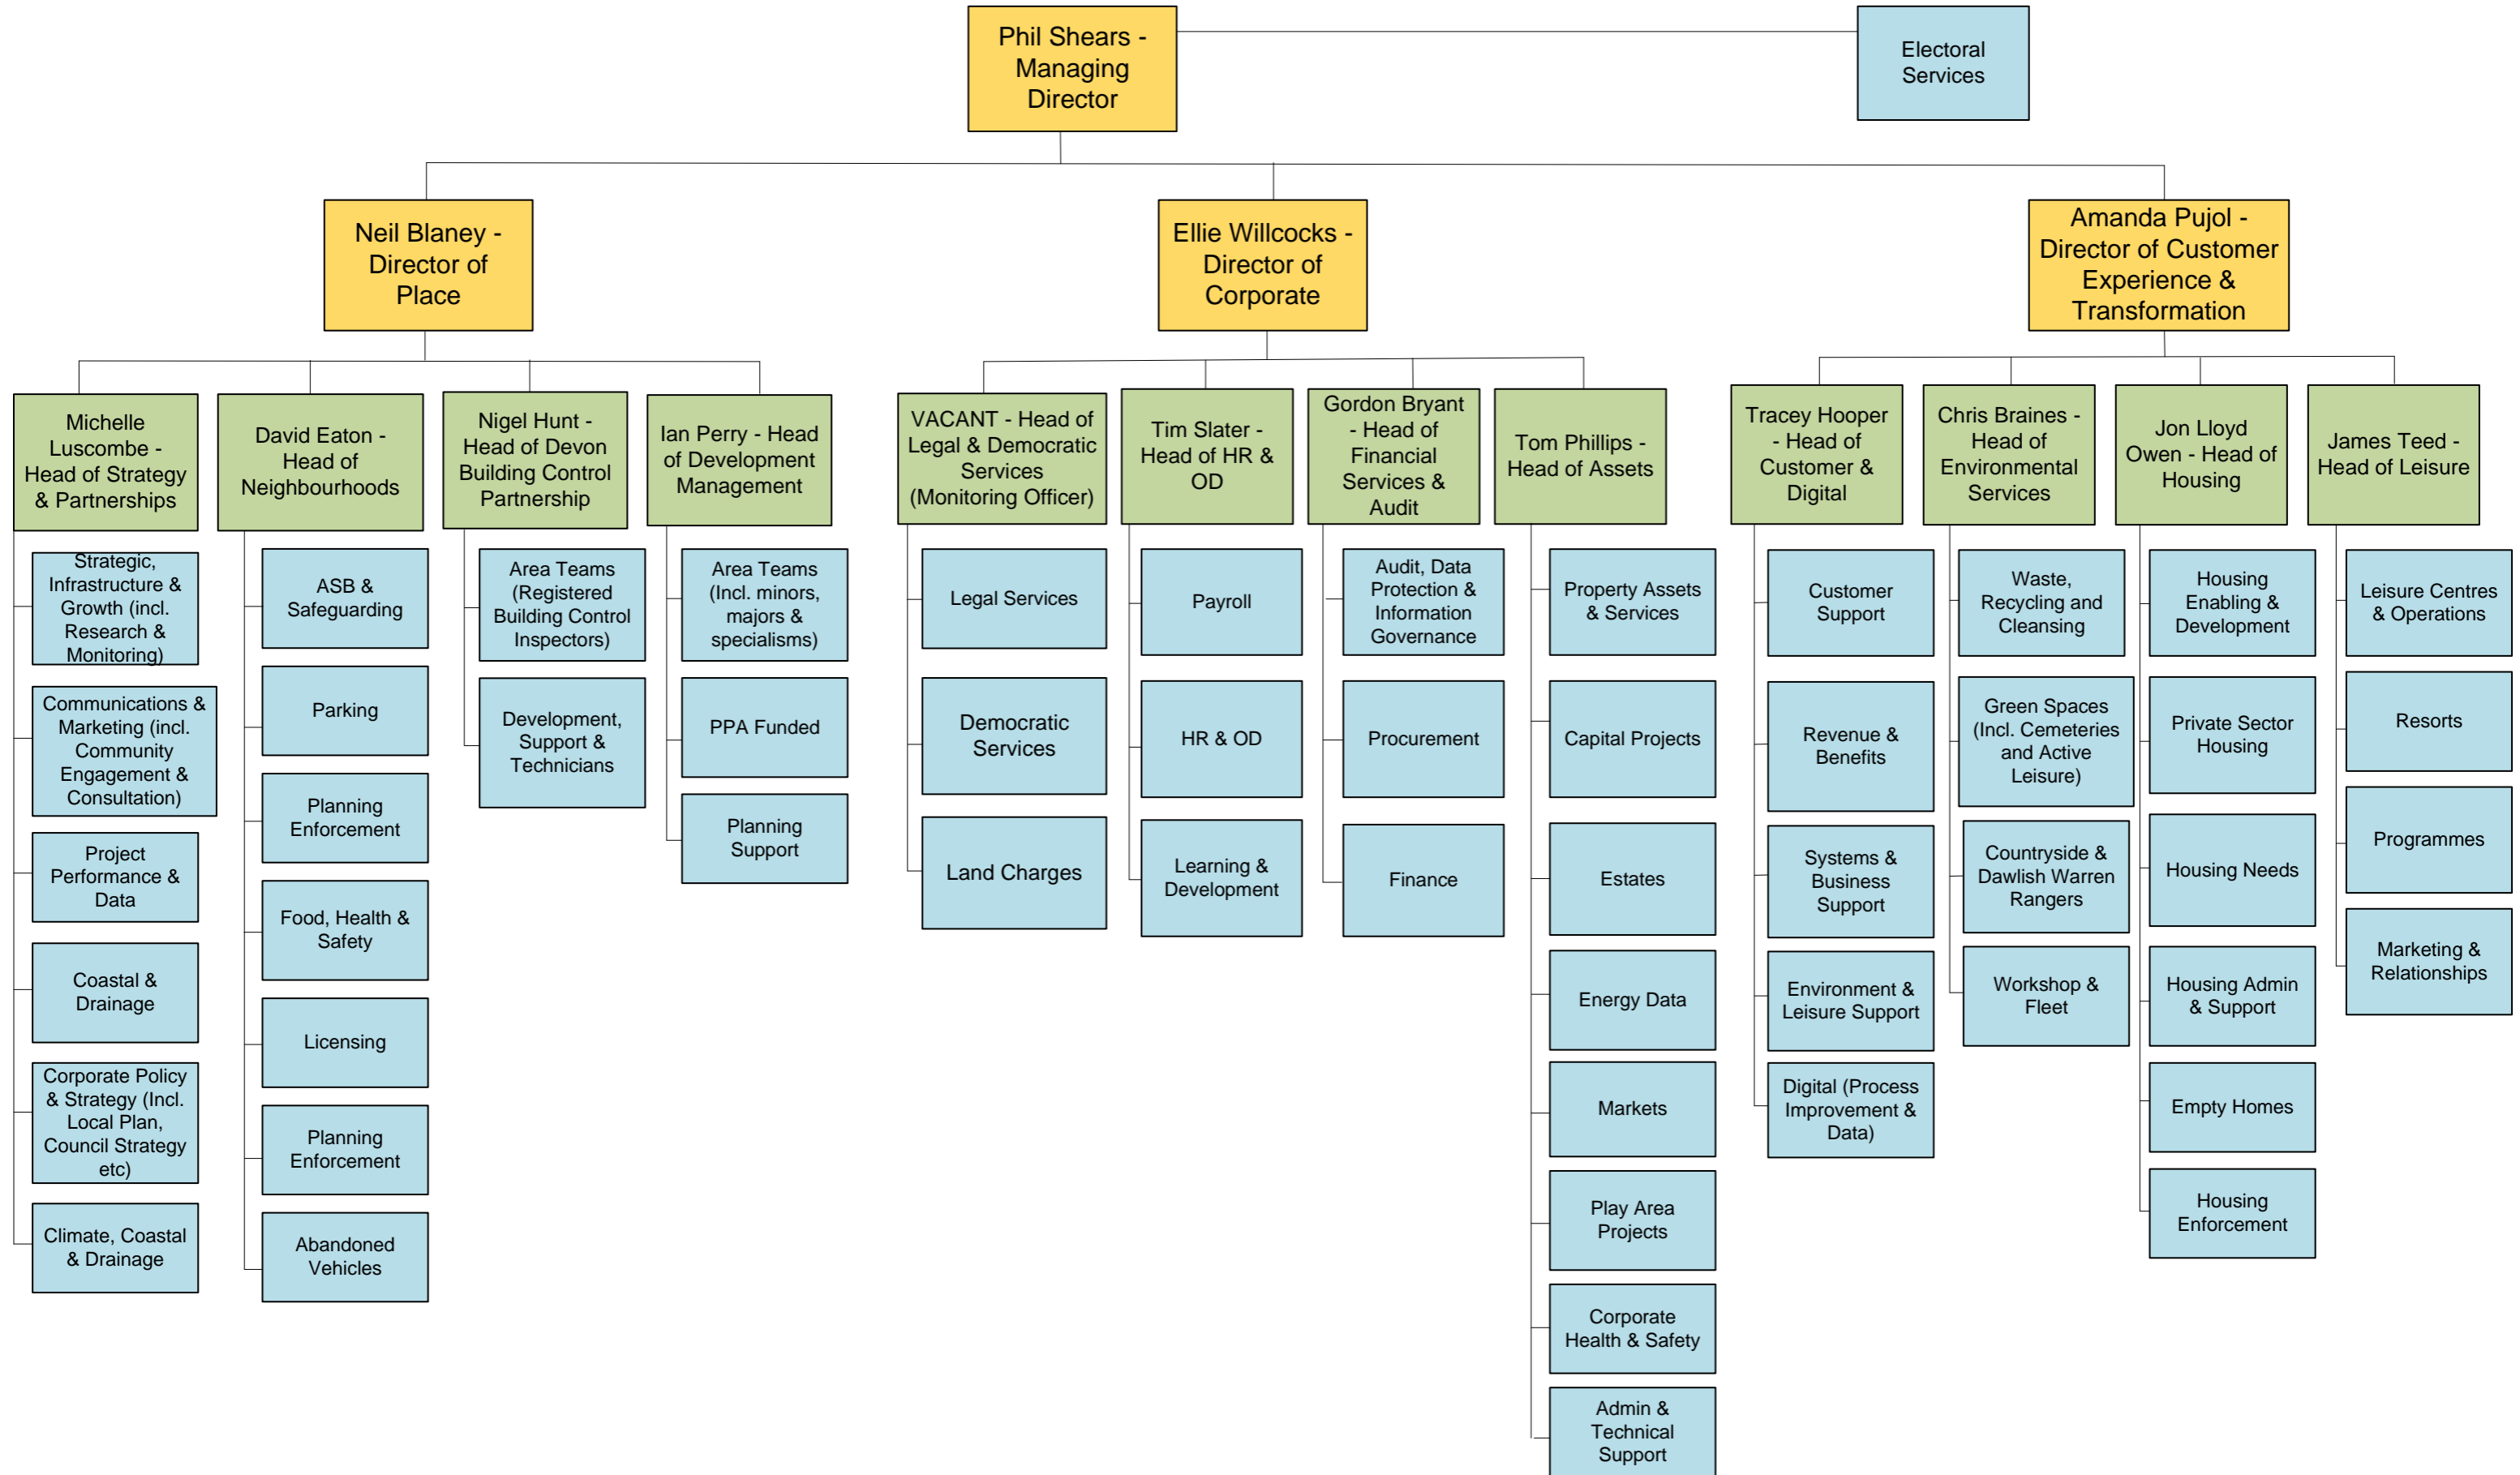 Phil Shears -
Managing
Director
Electoral
Services
Neil Blaney -
Director of
Place
Ellie Willcocks -
Director of
Corporate
Amanda Pujol -
Director of Customer
Experience &
Transformation
Michelle
Luscombe -
Head of Strategy
& Partnerships
David Eaton -
Head of
Neighbourhoods
Nigel Hunt -
Head of Devon
Building Control
Partnership
Ian Perry - Head
of Development
Management
VACANT - Head of
Legal & Democratic
Services
(Monitoring Officer)
Tim Slater -
Head of HR &
OD
Gordon Bryant
- Head of
Financial
Services &
Audit
Tom Phillips -
Head of Assets
Tracey Hooper
- Head of
Customer &
Digital
Chris Braines -
Head of
Environmental
Services
Jon Lloyd
Owen - Head of
Housing
James Teed -
Head of Leisure
Strategic,
Infrastructure &
Growth (incl.
Research &
Monitoring)
Communications &
Marketing (incl.
Community
Engagement &
Consultation)
Project
Performance &
Data
Coastal &
Drainage
Corporate Policy
& Strategy (Incl.
Local Plan,
Council Strategy
etc)
Climate, Coastal
& Drainage
ASB &
Safeguarding
Parking
Planning
Enforcement
Food, Health &
Safety
Licensing
Planning
Enforcement
Abandoned
Vehicles
Area Teams
(Registered
Building Control
Inspectors)
Development,
Support &
Technicians
Area Teams
(Incl. minors,
majors &
specialisms)
PPA Funded
Planning
Support
Legal Services
Democratic
Services
Land Charges
Payroll
HR & OD
Learning &
Development
Audit, Data
Protection &
Information
Governance
Procurement
Finance
Property Assets
& Services
Capital Projects
Estates
Energy Data
Markets
Play Area
Projects
Corporate
Health & Safety
Admin &
Technical
Support
Customer
Support
Revenue &
Benefits
Systems &
Business
Support
Environment &
Leisure Support
Digital (Process
Improvement &
Data)
Waste,
Recycling and
Cleansing
Green Spaces
(Incl. Cemeteries
and Active
Leisure)
Countryside &
Dawlish Warren
Rangers
Workshop &
Fleet
Housing
Enabling &
Development
Private Sector
Housing
Housing Needs
Housing Admin
& Support
Empty Homes
Housing
Enforcement
Leisure Centres
& Operations
Resorts
Programmes
Marketing &
Relationships